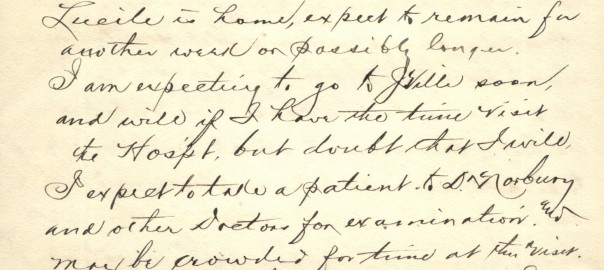 Lucile is home, expect to remain for
another week or possibly longer.
I am expecting to go to J'Ville soon,
and will if I have the time visit
the Hospt, but doubt that I will,
I expect to take a patient to Dr Norbury
and other Doctors for examination. and
may be crowded for time at this visit.